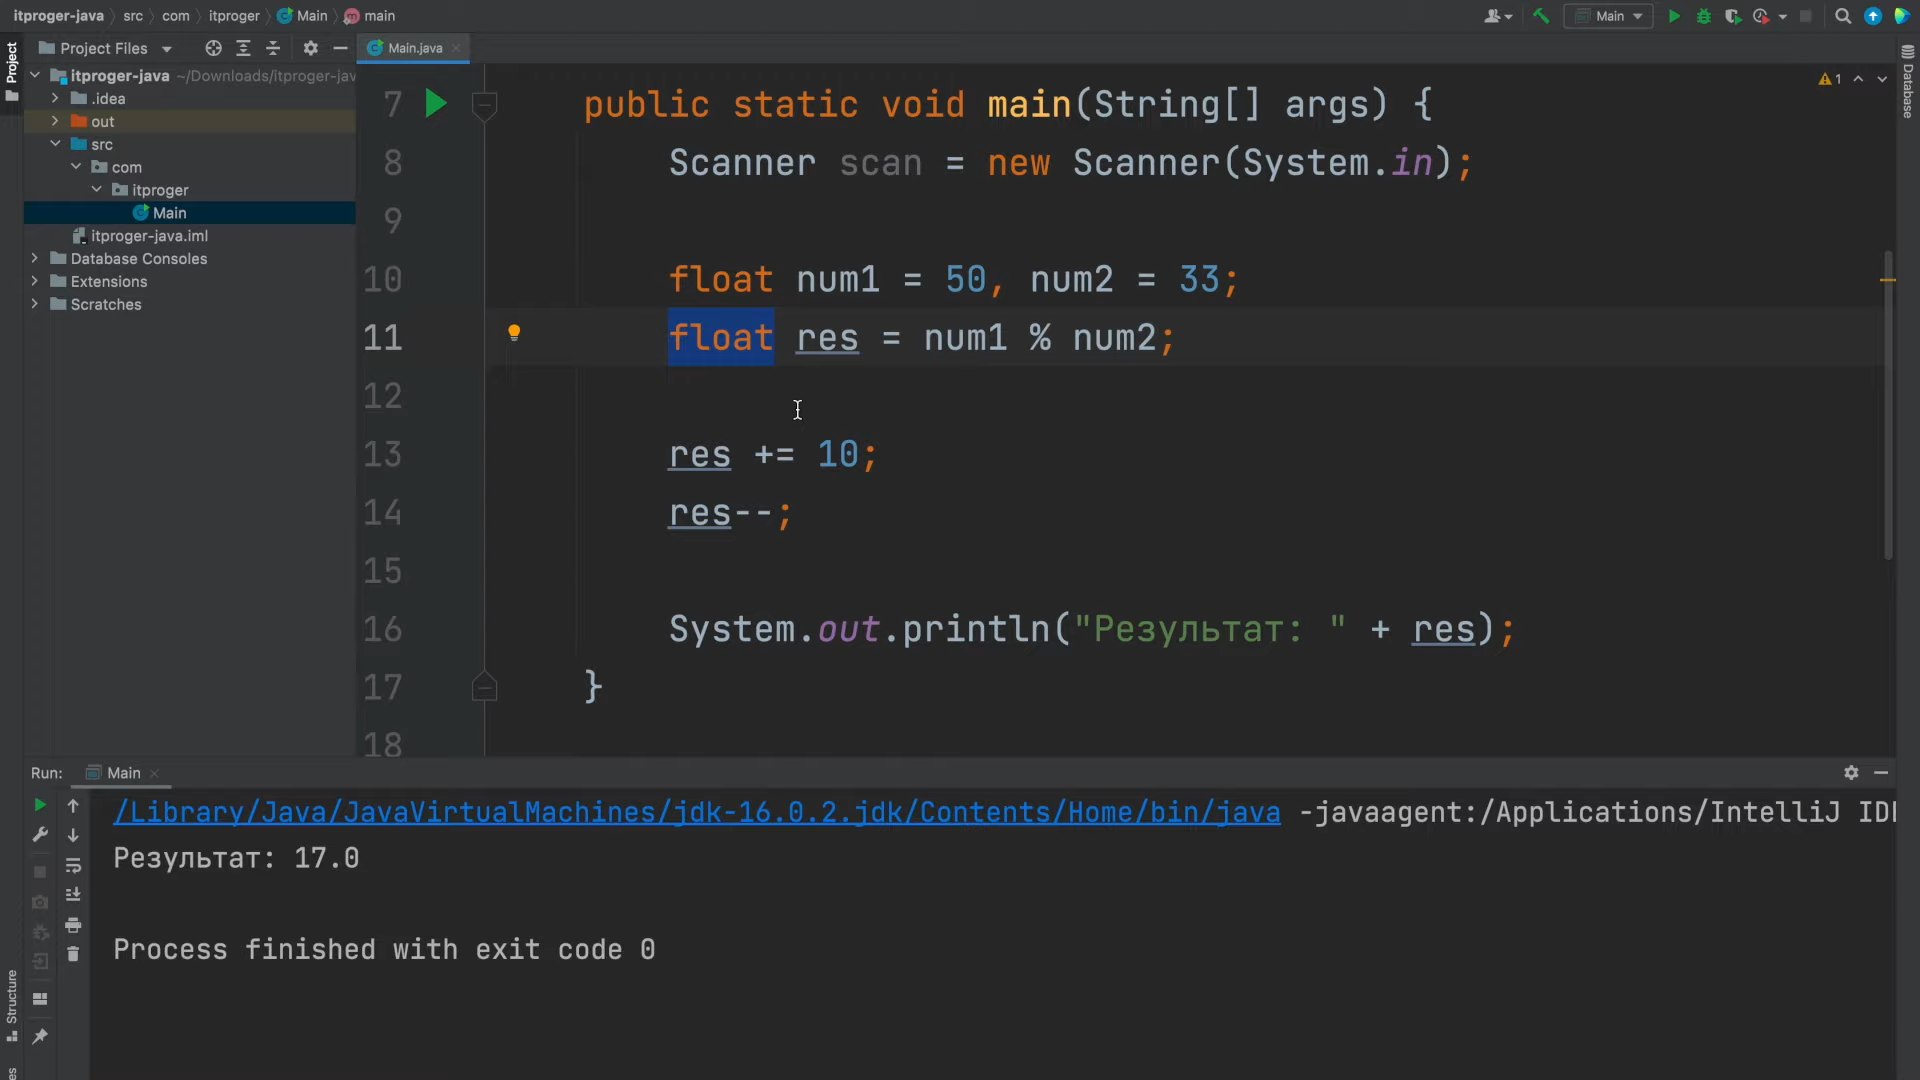 itproger-java src com itproger Main main
Main
Project
Project Files
Main.java
itproger-java ~/Downloads/itproger-jav
.idea
out
src
com
itproger
Main
itproger-java.iml
Database Consoles
Extensions
Scratches
1
Database
7 public static void main(String[] args) {
8 Scanner scan = new Scanner(System.in);
9
10 float num1 = 50, num2 = 33;
11 float res = num1 % num2;
12
13 res += 10;
14 res--;
15
16 System.out.println("Результат: " + res);
17 }
18
Run: Main
/Library/Java/JavaVirtualMachines/jdk-16.0.2.jdk/Contents/Home/bin/java -javaagent:/Applications/IntelliJ ID
Результат: 17.0
Process finished with exit code 0
Structure